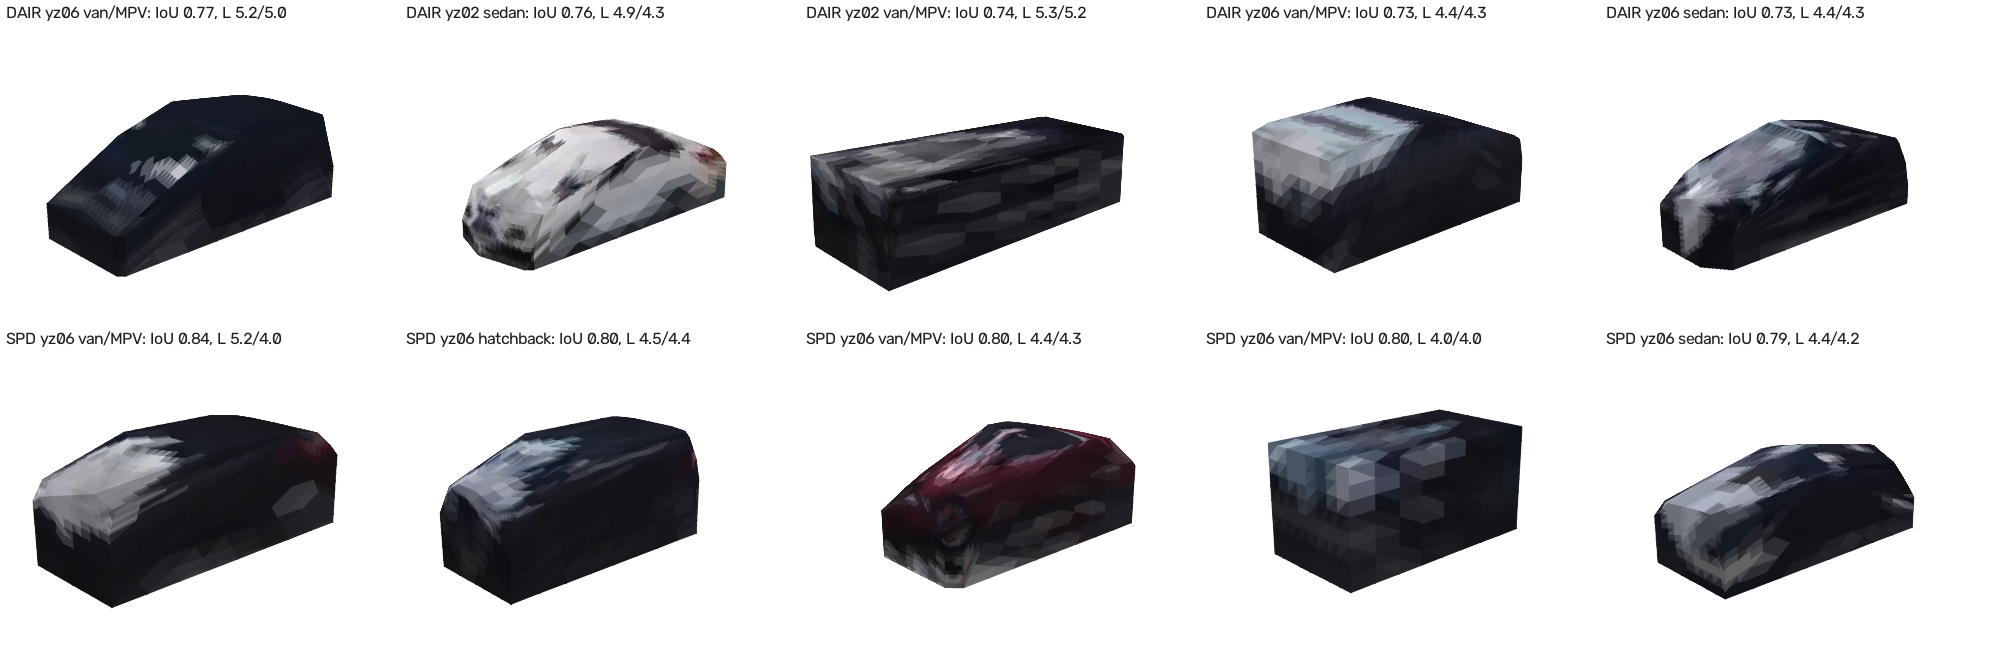 DAIR yz06 van/MPV: IoU 0.77, L 5.2/5.0
DAIR yz02 sedan: IoU 0.76, L 4.9/4.3
DAIR yz02 van/MPV: IoU 0.74, L 5.3/5.2
DAIR yz06 van/MPV: IoU 0.73, L 4.4/4.3
DAIR yz06 sedan: IoU 0.73, L 4.4/4.3
SPD yz06 van/MPV: IoU 0.84, L 5.2/4.0
SPD yz06 hatchback: IoU 0.80, L 4.5/4.4
SPD yz06 van/MPV: IoU 0.80, L 4.4/4.3
SPD yz06 van/MPV: IoU 0.80, L 4.0/4.0
SPD yz06 sedan: IoU 0.79, L 4.4/4.2